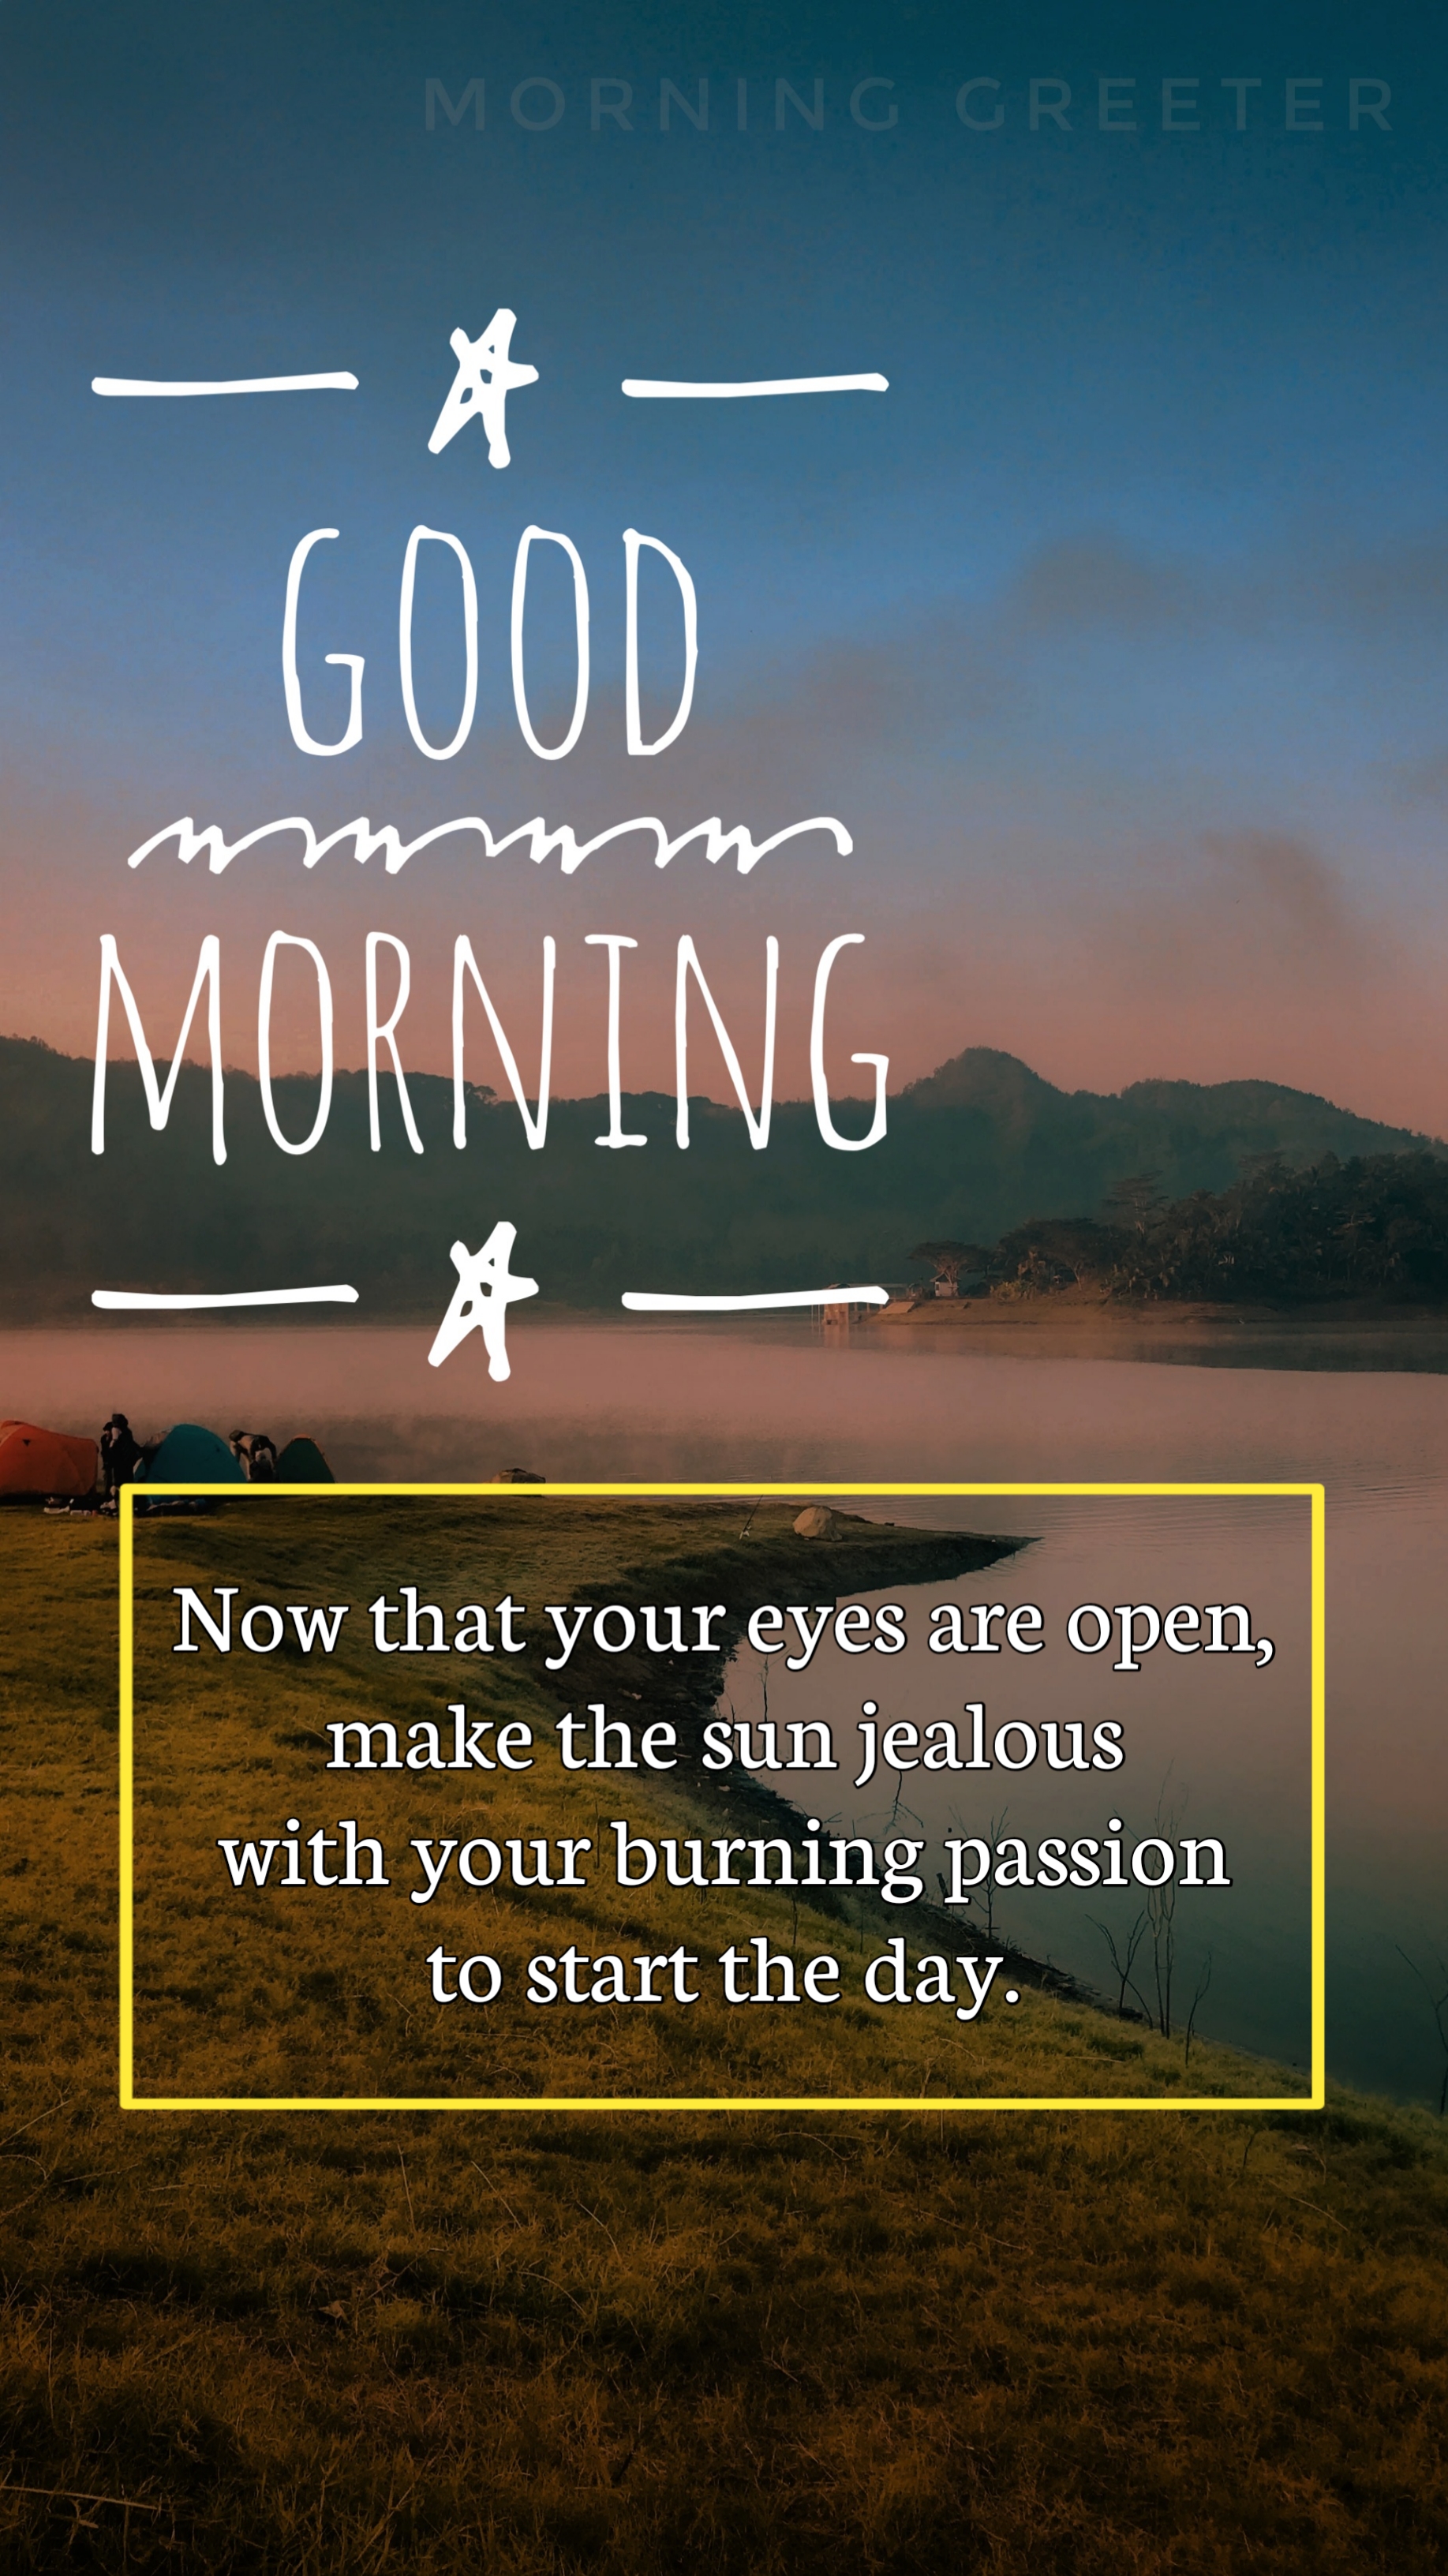 MORNING GREETER
GOOD
MORNING
Now that your eyes are open,
make the sun jealous
with your burning passion
to start the day.